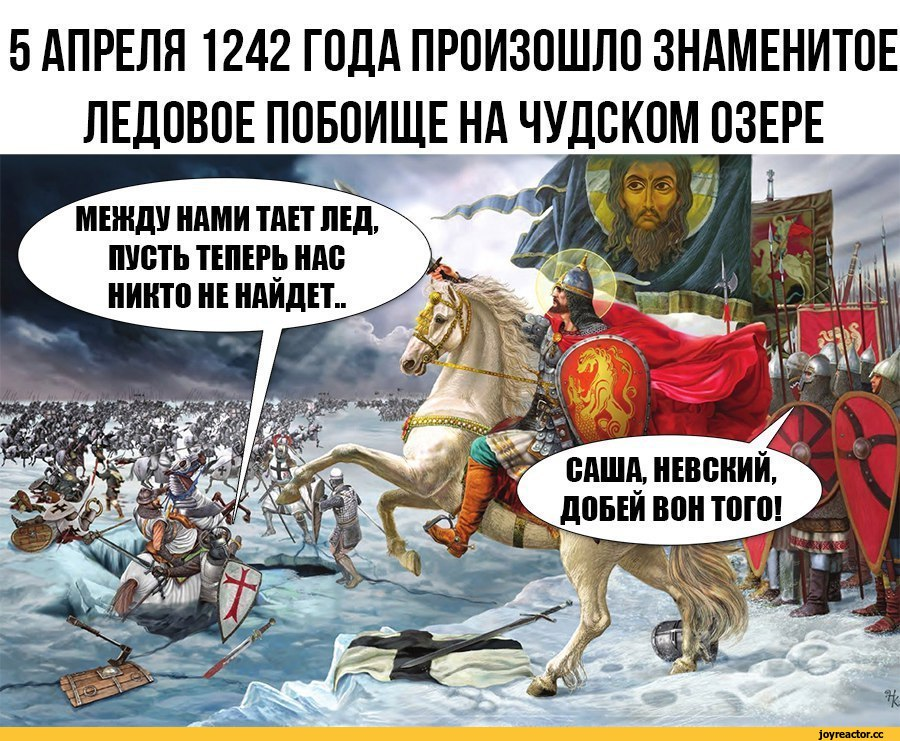 5 АПРЕЛЯ 1242 ГОДА ПРОИЗОШЛО ЗНАМЕНИТОЕ
ЛЕДОВОЕ ПОБОИЩЕ НА ЧУДСКОМ ОЗЕРЕ
МЕЖДУ НАМИ ТАЕТ ЛЕД,
ПУСТЬ ТЕПЕРЬ НАС
НИКТО НЕ НАЙДЕТ..
САША, НЕВСКИЙ,
ДОБЕЙ ВОН ТОГО!
НК
joyreactor.cc